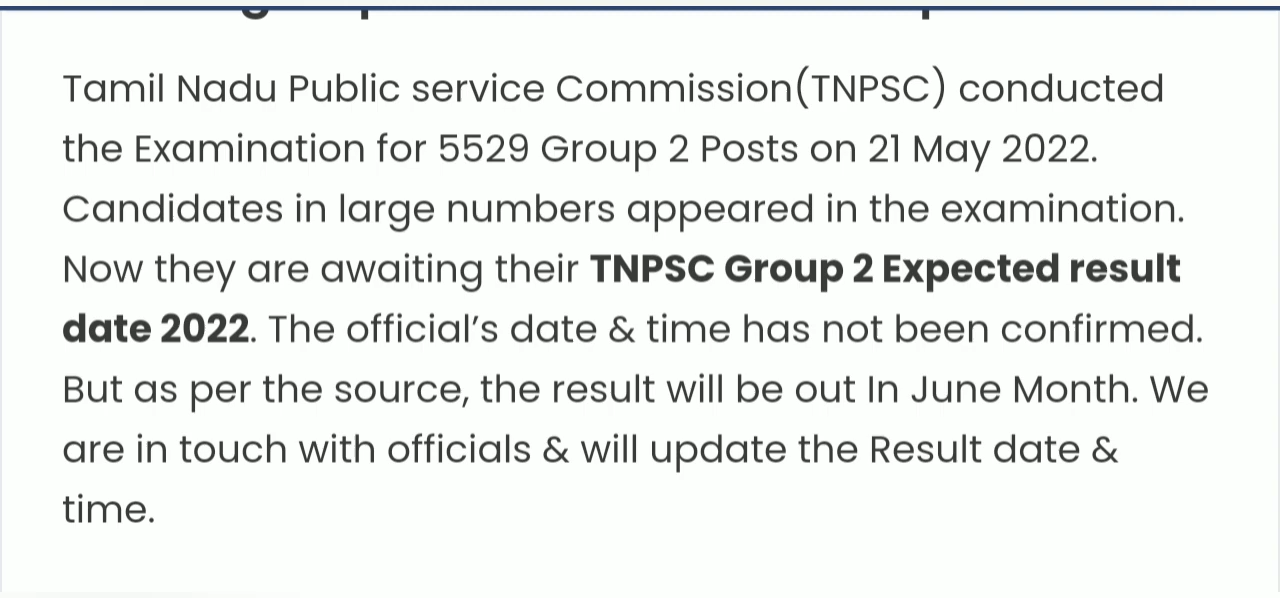 Tamil Nadu Public service Commission(TNPSC) conducted
the Examination for 5529 Group 2 Posts on 21 May 2022.
Candidates in large numbers appeared in the examination.
Now they are awaiting their TNPSC Group 2 Expected result
date 2022. The official’s date & time has not been confirmed.
But as per the source, the result will be out In June Month. We
are in touch with officials & will update the Result date &
time.